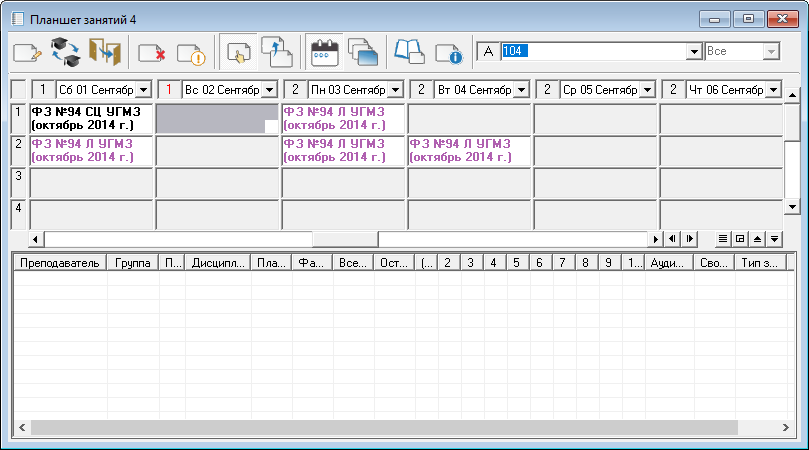 Планшет занятий 4
А 104 Все
1 Сб 01 Сентябр 1 Вс 02 Сентябр 2 Пн 03 Сентябр 2 Вт 04 Сентябр 2 Ср 05 Сентябр 2 Чт 06 Сентябр
1 ФЗ №94 СЦ УГМЗ ФЗ №94 Л УГМЗ
(октябрь 2014 г.) (октябрь 2014 г.)
2 ФЗ №94 Л УГМЗ ФЗ №94 Л УГМЗ ФЗ №94 Л УГМЗ
(октябрь 2014 г.) (октябрь 2014 г.) (октябрь 2014 г.)
3
4
Преподаватель Группа П... Дисципл... Пла... Фа... Все... Ост... (... 2 3 4 5 6 7 8 9 1... Ауди... Сво... Тип з...